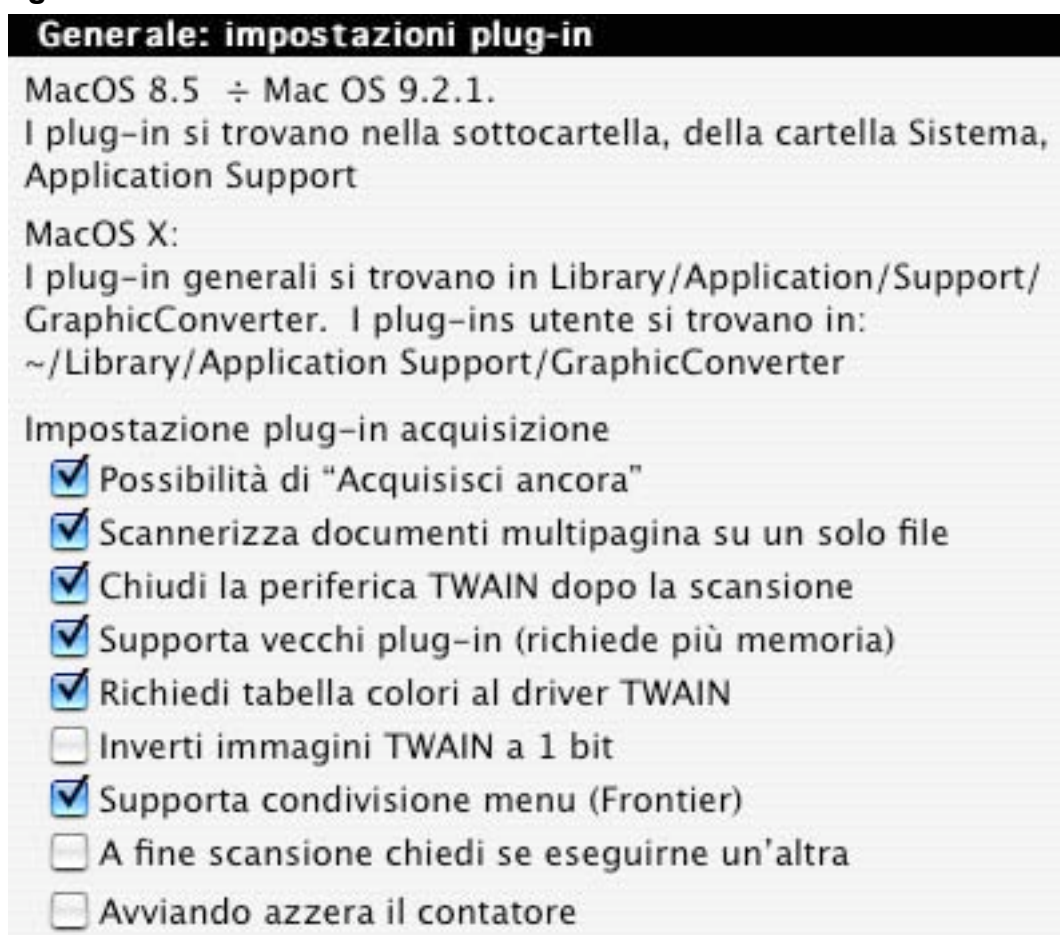 Generale: impostazioni plug-in
MacOS 8.5 ÷ Mac OS 9.2.1.
I plug-in si trovano nella sottocartella, della cartella Sistema,
Application Support
MacOS X:
I plug-in generali si trovano in Library/Application/Support/
GraphicConverter. I plug-ins utente si trovano in:
~/Library/Application Support/GraphicConverter
Impostazione plug-in acquisizione
Possibilità di “Acquisisci ancora”
Scannerizza documenti multipagina su un solo file
Chiudi la periferica TWAIN dopo la scansione
Supporta vecchi plug-in (richiede più memoria)
Richiedi tabella colori al driver TWAIN
Inverti immagini TWAIN a 1 bit
Supporta condivisione menu (Frontier)
A fine scansione chiedi se eseguirne un’altra
Avviando azzera il contatore